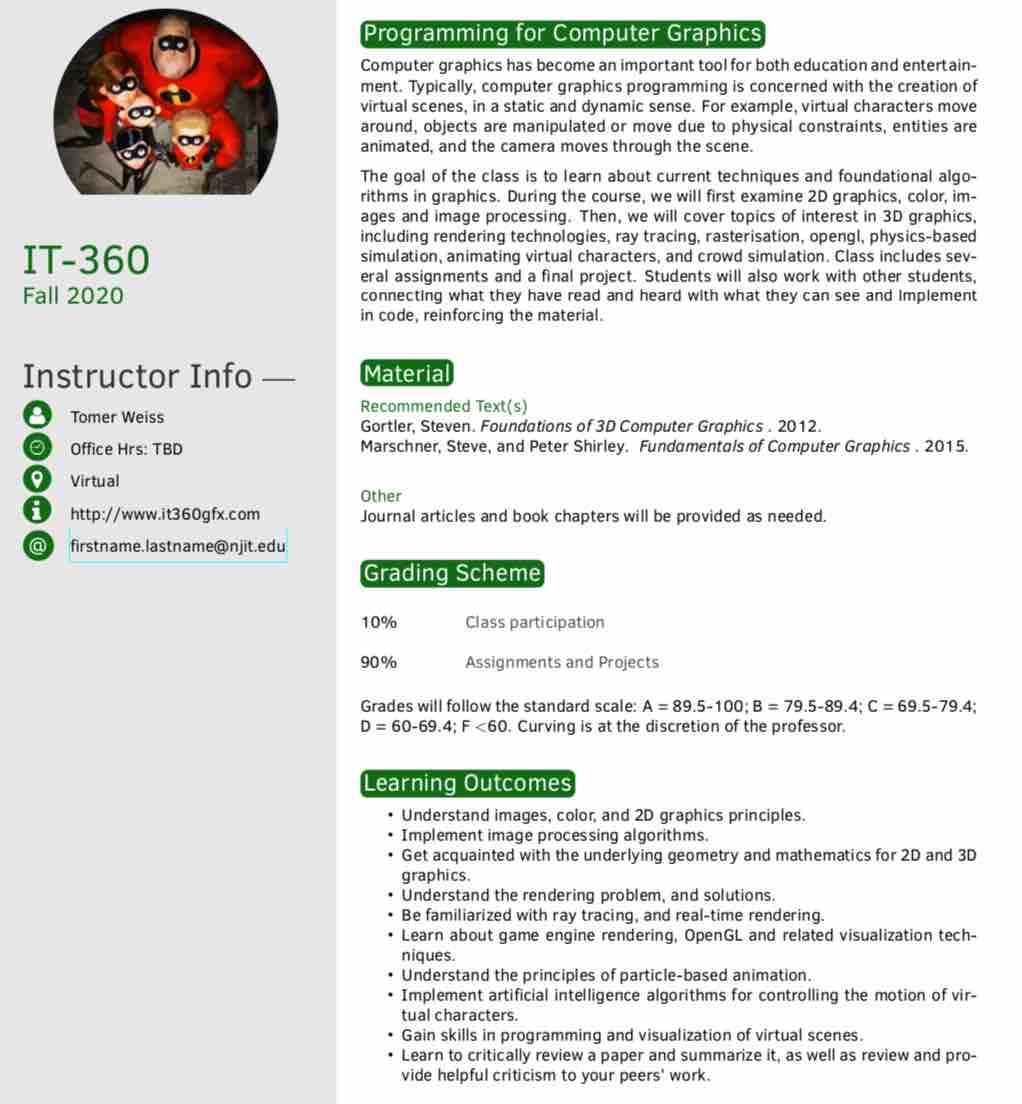 IT-360
Fall 2020
Instructor Info
Tomer Weiss
Office Hrs: TBD
Virtual
http://www.it360gfx.com
@ firstname.lastname@njit.edu
Programming for Computer Graphics
Computer graphics has become an important tool for both education and entertain-
ment. Typically, computer graphics programming is concerned with the creation of
virtual scenes, in a static and dynamic sense. For example, virtual characters move
around, objects are manipulated or move due to physical constraints, entities are
animated, and the camera moves through the scene.
The goal of the class is to learn about current techniques and foundational algo-
rithms in graphics. During the course, we will first examine 2D graphics, color, im-
ages and image processing. Then, we will cover topics of interest in 3D graphics,
including rendering technologies, ray tracing, rasterisation, opengl, physics-based
simulation, animating virtual characters, and crowd simulation. Class includes sev-
eral assignments and a final project. Students will also work with other students,
connecting what they have read and heard with what they can see and implement
in code, reinforcing the material.
Material
Recommended Text(s)
Gortler, Steven. Foundations of 3D Computer Graphics . 2012.
Marschner, Steve, and Peter Shirley. Fundamentals of Computer Graphics . 2015.
Other
Journal articles and book chapters will be provided as needed.
Grading Scheme
10% Class participation
90% Assignments and Projects
Grades will follow the standard scale: A = 89.5-100; B = 79.5-89.4; C = 69.5-79.4;
D = 60-69.4; F <60. Curving is at the discretion of the professor.
Learning Outcomes
• Understand images, color, and 2D graphics principles.
• Implement image processing algorithms.
• Get acquainted with the underlying geometry and mathematics for 2D and 3D
graphics.
• Understand the rendering problem, and solutions.
• Be familiarized with ray tracing, and real-time rendering.
• Learn about game engine rendering, OpenGL and related visualization tech-
niques.
• Understand the principles of particle-based animation.
• Implement artificial intelligence algorithms for controlling the motion of vir-
tual characters.
• Gain skills in programming and visualization of virtual scenes.
• Learn to critically review a paper and summarize it, as well as review and pro-
vide helpful criticism to your peers' work.